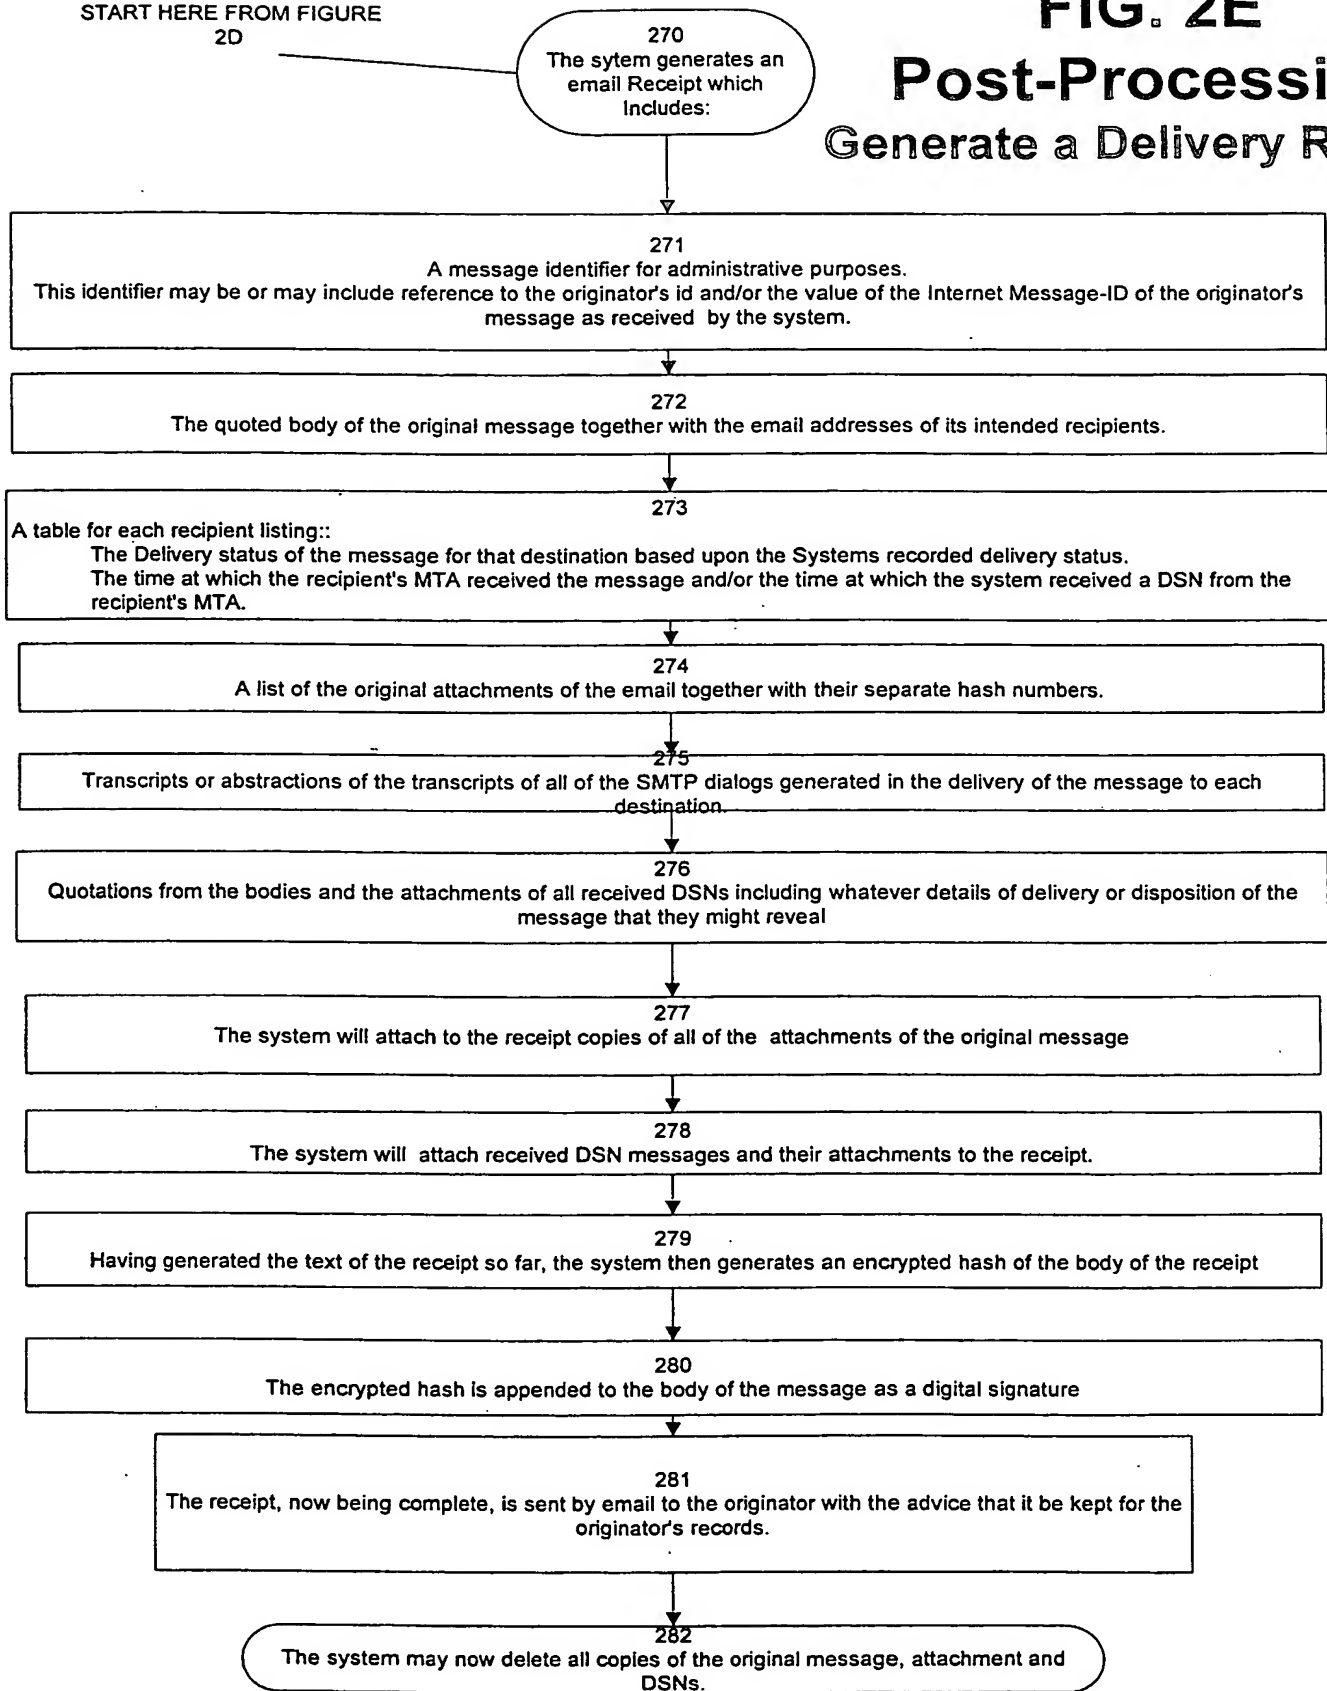 START HERE FROM FIGURE
2D
FIG. 2E
Post-Processi
Generate a Delivery R
270
The sytem generates an
email Receipt which
Includes:
271
A message identifier for administrative purposes.
This identifier may be or may include reference to the originator's id and/or the value of the Internet Message-ID of the originator's
message as received by the system.
272
The quoted body of the original message together with the email addresses of its intended recipients.
273
A table for each recipient listing::
The Delivery status of the message for that destination based upon the Systems recorded delivery status.
The time at which the recipient's MTA received the message and/or the time at which the system received a DSN from the
recipient's MTA.
274
A list of the original attachments of the email together with their separate hash numbers.
275
Transcripts or abstractions of the transcripts of all of the SMTP dialogs generated in the delivery of the message to each
destination.
276
Quotations from the bodies and the attachments of all received DSNs including whatever details of delivery or disposition of the
message that they might reveal
277
The system will attach to the receipt copies of all of the attachments of the original message
278
The system will attach received DSN messages and their attachments to the receipt.
279
Having generated the text of the receipt so far, the system then generates an encrypted hash of the body of the receipt
280
The encrypted hash is appended to the body of the message as a digital signature
281
The receipt, now being complete, is sent by email to the originator with the advice that it be kept for the
originator's records.
282
The system may now delete all copies of the original message, attachment and
DSNs.